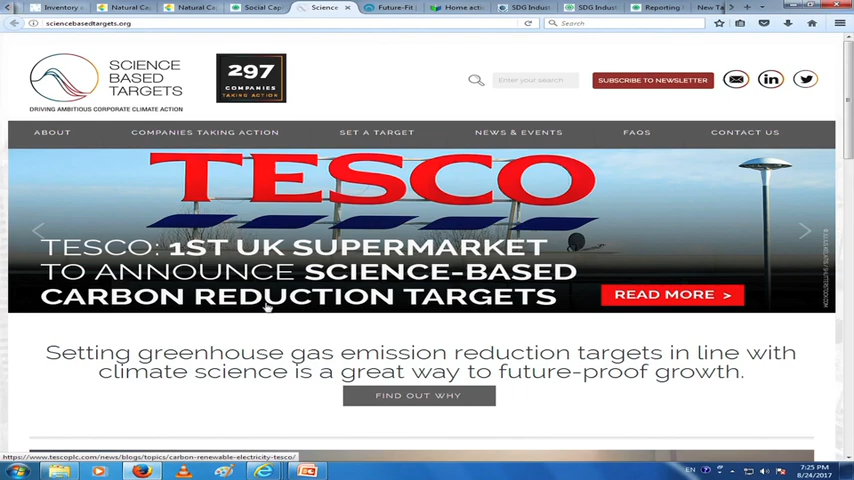 Inventory
Natural C
Natural C
Social Cap
Science
Future-Fit
Home acti
SDG Indus
SDG Indus
Reporting
New Ta
sciencebasedtargets.org
Search
SCIENCE
BASED
TARGETS
DRIVING AMBITIOUS CORPORATE CLIMATE ACTION
297
COMPANIES
TAKING ACTION
Enter your search
SUBSCRIBE TO NEWSLETTER
ABOUT
COMPANIES TAKING ACTION
SET A TARGET
NEWS & EVENTS
FAQS
CONTACT US
TESCO
TESCO: 1ST UK SUPERMARKET
TO ANNOUNCE SCIENCE-BASED
CARBON REDUCTION TARGETS
READ MORE >
Setting greenhouse gas emission reduction targets in line with
climate science is a great way to future-proof growth.
FIND OUT WHY
https://www.tescoplc.com/news/blogs/topics/carbon-renewable-electricity-tesco/
EN
7:25 PM
8/24/2017